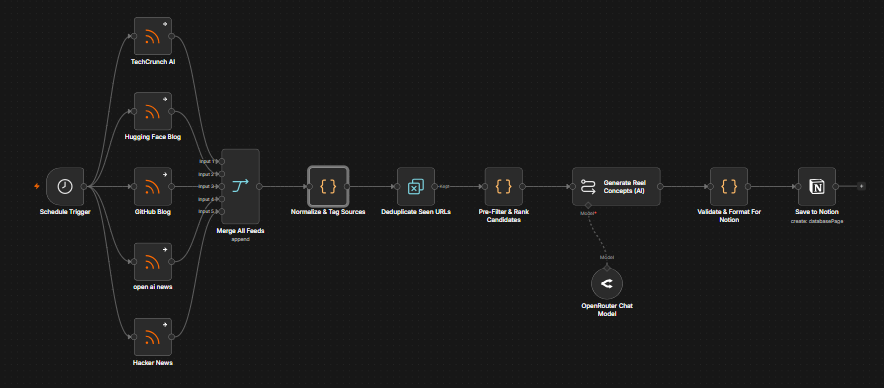 TechCrunch AI
Hugging Face Blog
Schedule Trigger
GitHub Blog
open ai news
Hacker News
Input 1
Input 2
Input 3
Input 4
Input 5
Merge All Feeds
append
{ }
Normalize & Tag Sources
Kept
Deduplicate Seen URLs
{ }
Pre-Filter & Rank
Candidates
Generate Reel
Concepts (AI)
Model*
Model
OpenRouter Chat
Model
{ }
Validate & Format For
Notion
Save to Notion
create: databasePage